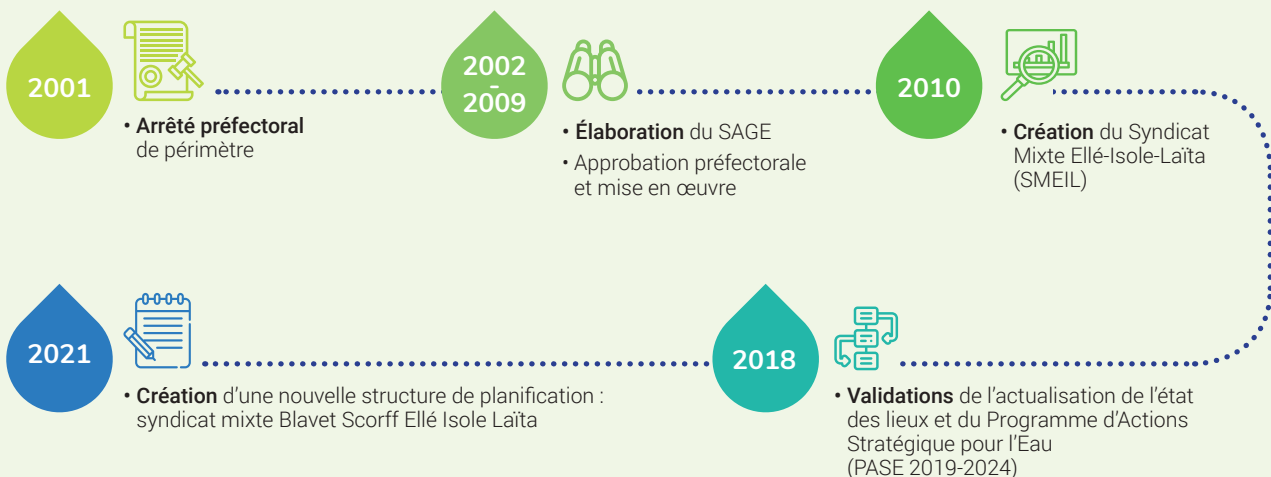 2001
• Arrêté préfectoral
de périmètre
2002
-
2009
• Élaboration du SAGE
• Approbation préfectorale
et mise en œuvre
2010
• Création du Syndicat
Mixte Ellé-Isole-Laïta
(SMEIL)
2018
• Validations de l'actualisation de l'état
des lieux et du Programme d'Actions
Stratégique pour l'Eau
(PASE 2019-2024)
2021
• Création d'une nouvelle structure de planification :
syndicat mixte Blavet Scorff Ellé Isole Laïta